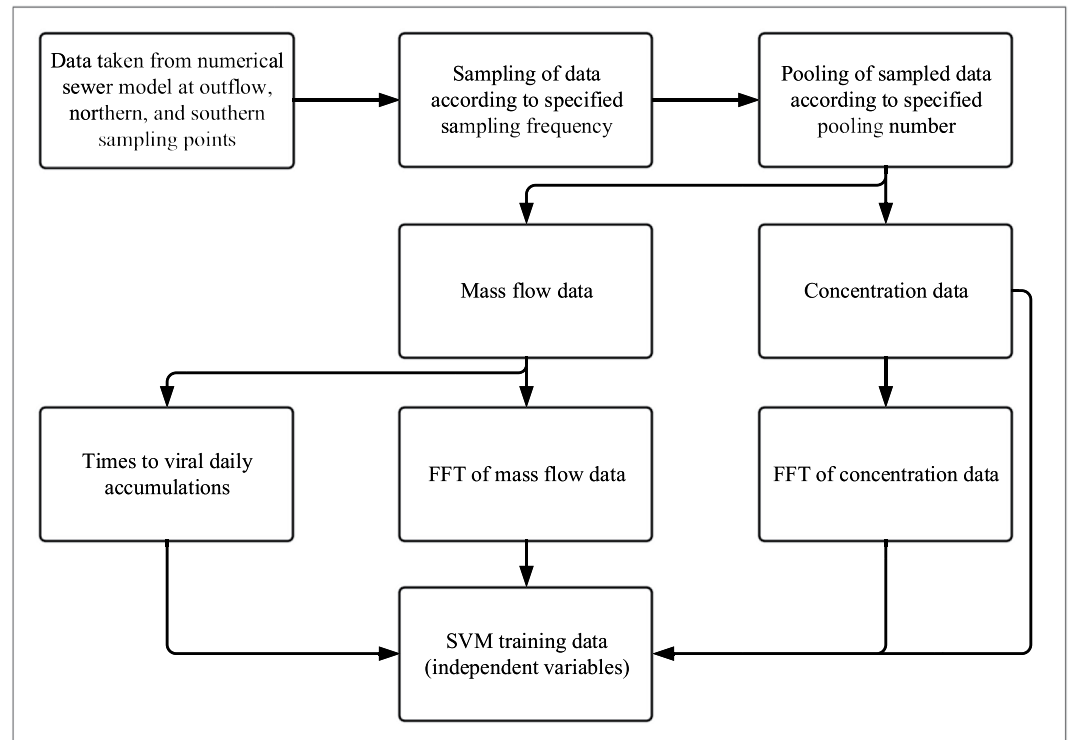 Data taken from numerical
sewer model at outflow,
northern, and southern
sampling points
Sampling of data
according to specified
sampling frequency
Pooling of sampled data
according to specified
pooling number
Mass flow data
Concentration data
Times to viral daily
accumulations
FFT of mass flow data
FFT of concentration data
SVM training data
(independent variables)